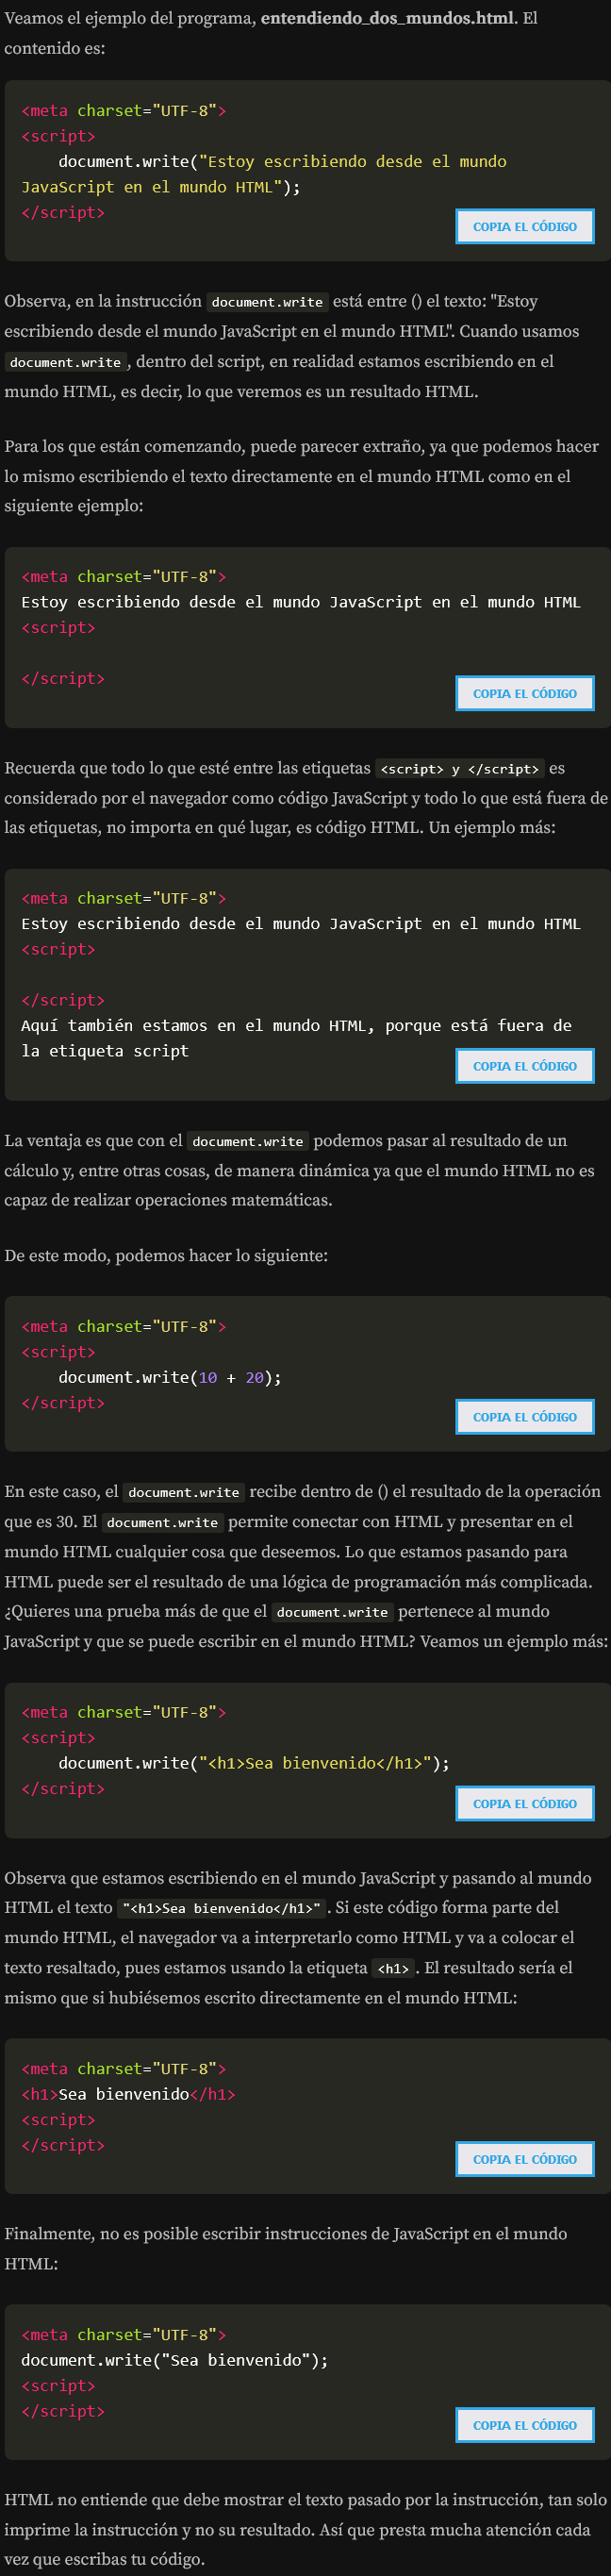 Veamos el ejemplo del programa, entendiendo_dos_mundos.html. El
contenido es:
<meta charset="UTF-8">
<script>
    document.write("Estoy escribiendo desde el mundo
JavaScript en el mundo HTML");
</script>
COPIA EL CÓDIGO
Observa, en la instrucción document.write está entre () el texto: "Estoy
escribiendo desde el mundo JavaScript en el mundo HTML". Cuando usamos
document.write, dentro del script, en realidad estamos escribiendo en el
mundo HTML, es decir, lo que veremos es un resultado HTML.
Para los que están comenzando, puede parecer extraño, ya que podemos hacer
lo mismo escribiendo el texto directamente en el mundo HTML como en el
siguiente ejemplo:
<meta charset="UTF-8">
Estoy escribiendo desde el mundo JavaScript en el mundo HTML
<script>
</script>
COPIA EL CÓDIGO
Recuerda que todo lo que esté entre las etiquetas <script> y </script> es
considerado por el navegador como código JavaScript y todo lo que está fuera de
las etiquetas, no importa en qué lugar, es código HTML. Un ejemplo más:
<meta charset="UTF-8">
Estoy escribiendo desde el mundo JavaScript en el mundo HTML
<script>
</script>
Aquí también estamos en el mundo HTML, porque está fuera de
la etiqueta script
COPIA EL CÓDIGO
La ventaja es que con el document.write podemos pasar al resultado de un
cálculo y, entre otras cosas, de manera dinámica ya que el mundo HTML no es
capaz de realizar operaciones matemáticas.
De este modo, podemos hacer lo siguiente:
<meta charset="UTF-8">
<script>
    document.write(10 + 20);
</script>
COPIA EL CÓDIGO
En este caso, el document.write recibe dentro de () el resultado de la operación
que es 30. El document.write permite conectar con HTML y presentar en el
mundo HTML cualquier cosa que deseemos. Lo que estamos pasando para
HTML puede ser el resultado de una lógica de programación más complicada.
¿Quieres una prueba más de que el document.write pertenece al mundo
JavaScript y que se puede escribir en el mundo HTML? Veamos un ejemplo más:
<meta charset="UTF-8">
<script>
    document.write("<h1>Sea bienvenido</h1>");
</script>
COPIA EL CÓDIGO
Observa que estamos escribiendo en el mundo JavaScript y pasando al mundo
HTML el texto "<h1>Sea bienvenido</h1>". Si este código forma parte del
mundo HTML, el navegador va a interpretarlo como HTML y va a colocar el
texto resaltado, pues estamos usando la etiqueta <h1>. El resultado sería el
mismo que si hubiésemos escrito directamente en el mundo HTML:
<meta charset="UTF-8">
<h1>Sea bienvenido</h1>
<script>
</script>
COPIA EL CÓDIGO
Finalmente, no es posible escribir instrucciones de JavaScript en el mundo
HTML:
<meta charset="UTF-8">
document.write("Sea bienvenido");
<script>
</script>
COPIA EL CÓDIGO
HTML no entiende que debe mostrar el texto pasado por la instrucción, tan solo
imprime la instrucción y no su resultado. Así que presta mucha atención cada
vez que escribas tu código.